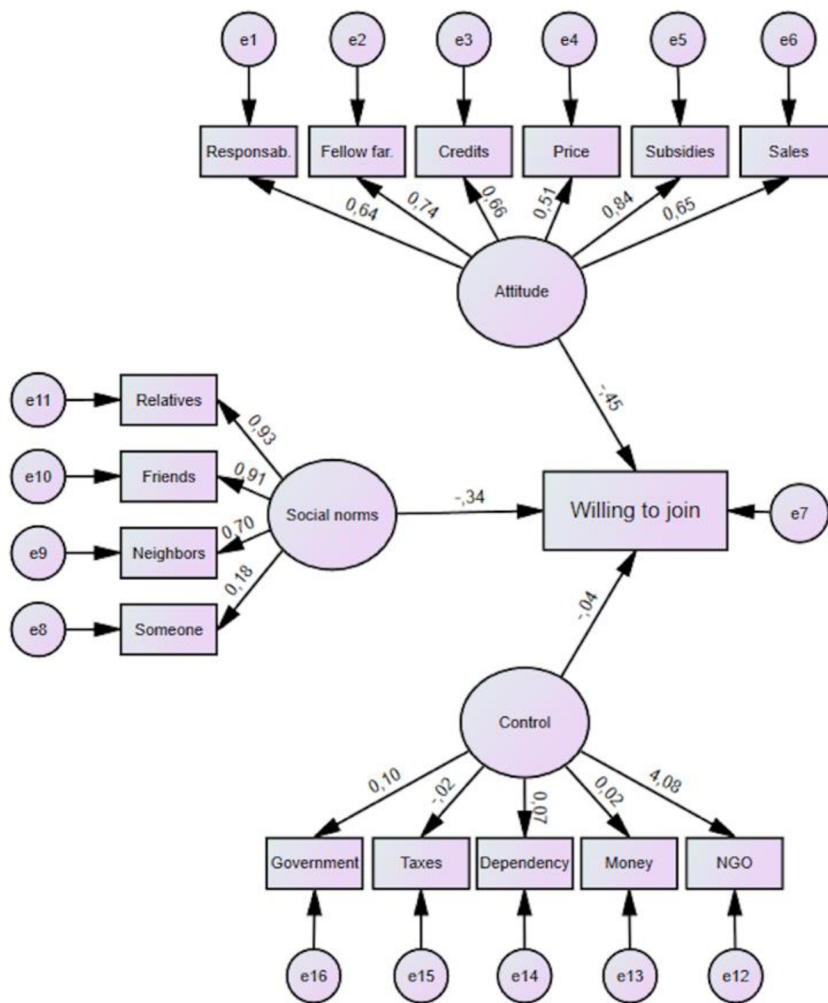 e1 e2 e3 e4 e5 e6
Responsab. Fellow far. Credits Price Subsidies Sales
0,64 0,74 0,66 0,51 0,84 0,65
Attitude
-,45
e11 Relatives
0,93
e10 Friends
0,91
Social norms
-,34
Willing to join
e7
e9 Neighbors
0,70
e8 Someone
0,18
-,04
Control
0,10 -,02 0,07 0,02 4,08
Government Taxes Dependency Money NGO
e16 e15 e14 e13 e12